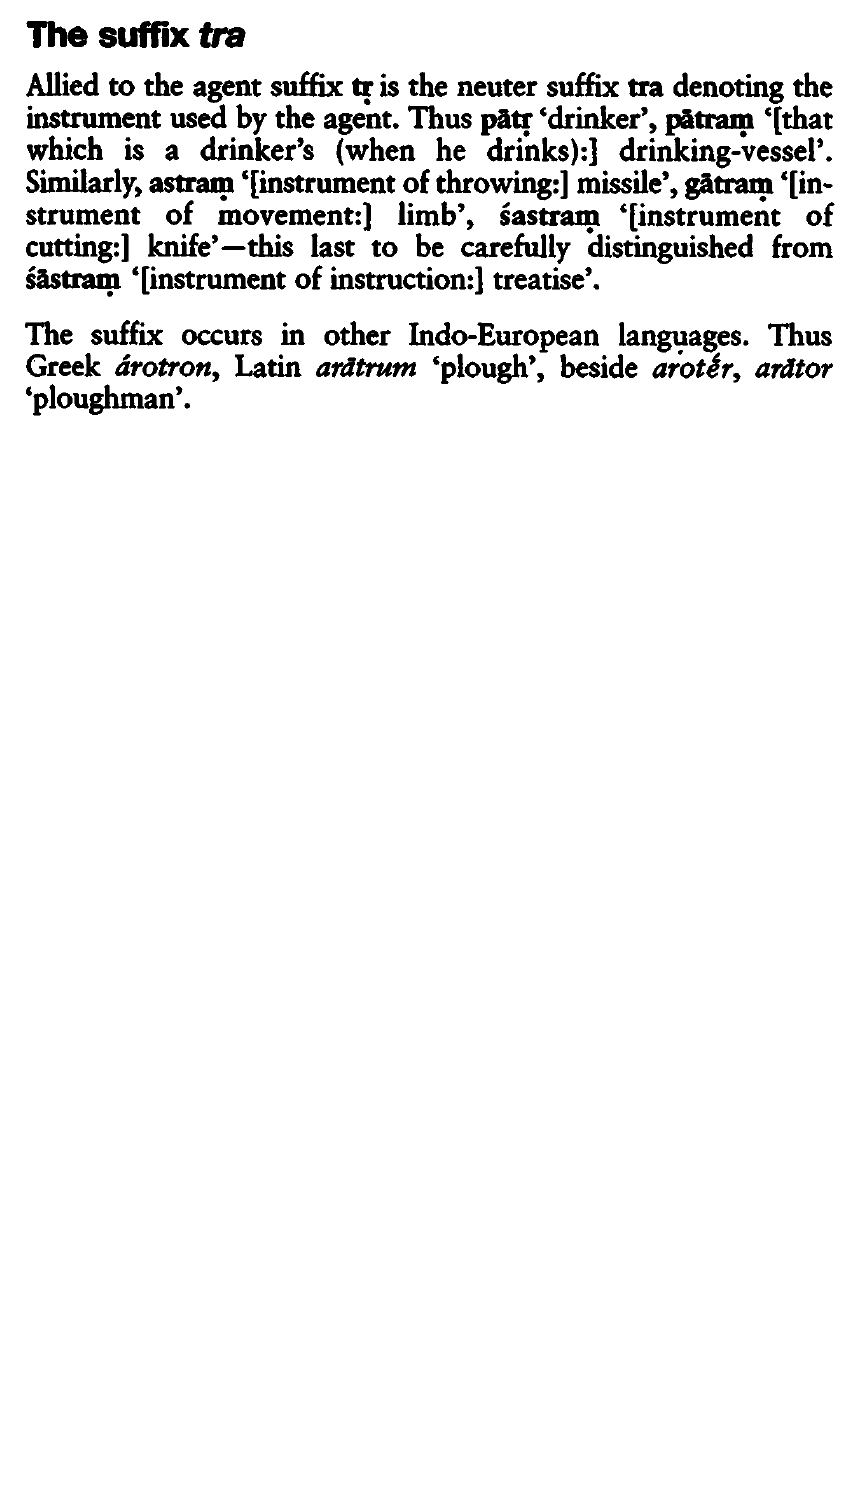 The suffix tra
Allied to the agent suffix tṛ is the neuter suffix tra denoting the
instrument used by the agent. Thus pātṛ ‘drinker’, pātraṃ ‘[that
which is a drinker’s (when he drinks):] drinking-vessel’.
Similarly, astraṃ ‘[instrument of throwing:] missile’, gātraṃ ‘[in-
strument of movement:] limb’, śastraṃ ‘[instrument of
cutting:] knife’—this last to be carefully distinguished from
śāstraṃ ‘[instrument of instruction:] treatise’.
The suffix occurs in other Indo-European languages. Thus
Greek árotron, Latin arātrum ‘plough’, beside arotḗr, arātor
‘ploughman’.